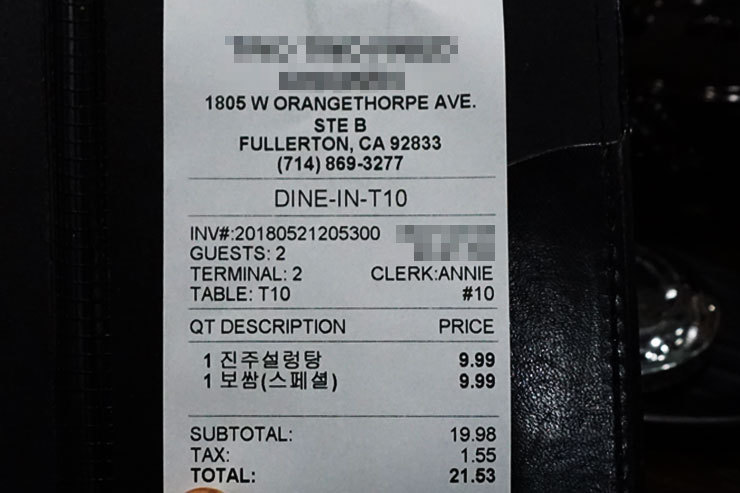 1805 W ORANGETHORPE AVE.
STE B
FULLERTON, CA 92833
(714) 869-3277
DINE-IN-T10
INV#:20180521205300
GUESTS: 2
TERMINAL: 2 CLERK:ANNIE
TABLE: T10 #10
QT DESCRIPTION PRICE
1 진주설렁탕 9.99
1 보쌈(스페셜) 9.99
SUBTOTAL: 19.98
TAX: 1.55
TOTAL: 21.53